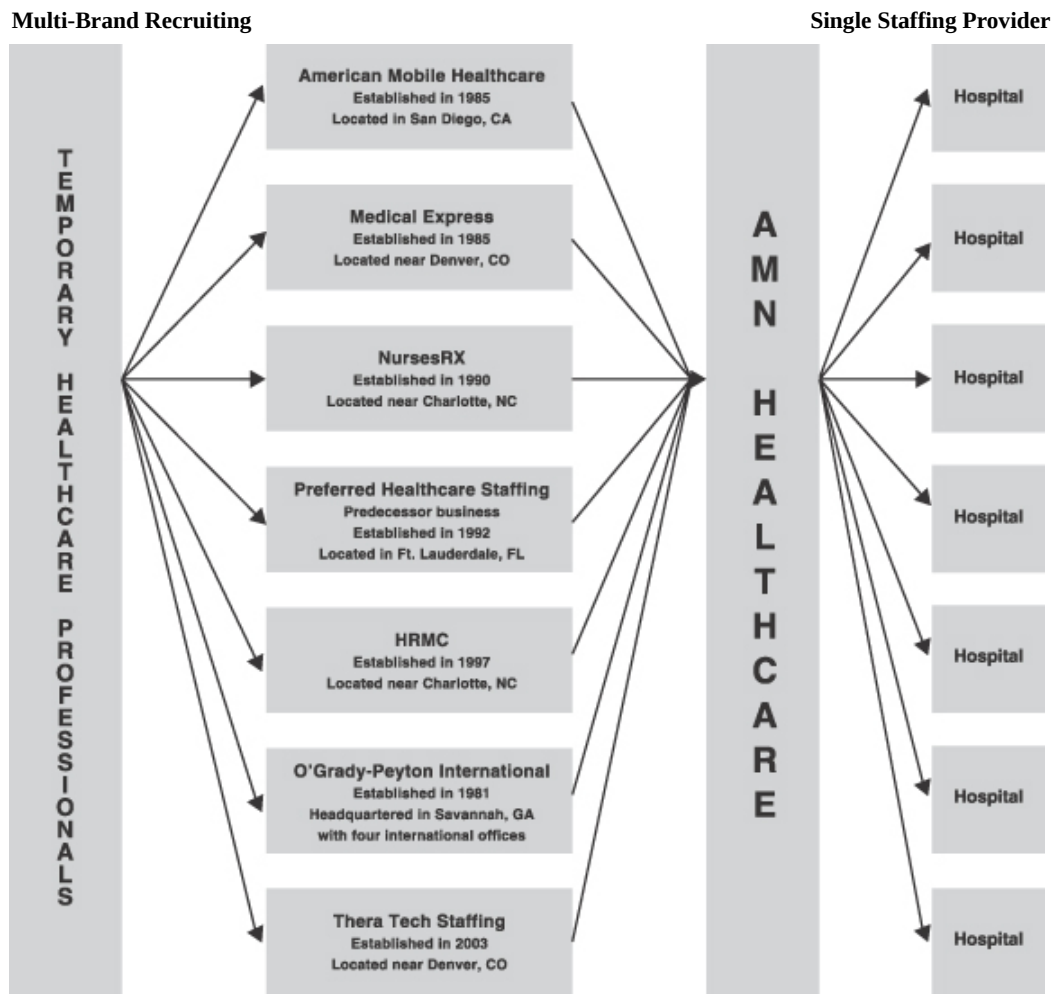 Multi-Brand Recruiting
Single Staffing Provider
TEMPORARY HEALTHCARE PROFESSIONALS
American Mobile Healthcare
Established in 1985
Located in San Diego, CA
Medical Express
Established in 1985
Located near Denver, CO
NursesRX
Established in 1990
Located near Charlotte, NC
Preferred Healthcare Staffing
Predecessor business
Established in 1992
Located in Ft. Lauderdale, FL
HRMC
Established in 1997
Located near Charlotte, NC
O'Grady-Peyton International
Established in 1981
Headquartered in Savannah, GA
with four international offices
Thera Tech Staffing
Established in 2003
Located near Denver, CO
AMN HEALTHCARE
Hospital
Hospital
Hospital
Hospital
Hospital
Hospital
Hospital